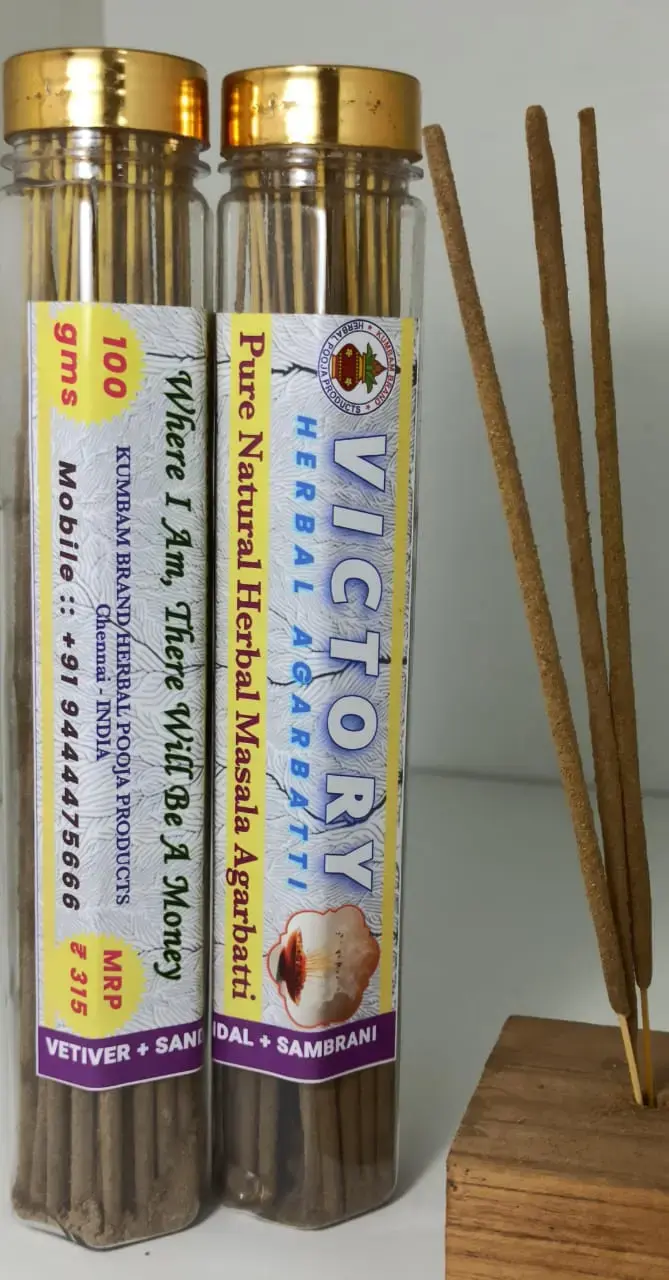 100
gms
Where I Am, There Will Be A Money
KUMBAM BRAND HERBAL POOJA PRODUCTS
Chennai - INDIA
Mobile :: +91 9444475666
MRP
₹ 315
VETIVER + SAND
KUMBAM BRAND
HERBAL POOJA PRODUCTS
VICTORY
HERBAL AGARBATTI
Pure Natural Herbal Masala Agarbatti
NDAL + SAMBRANI